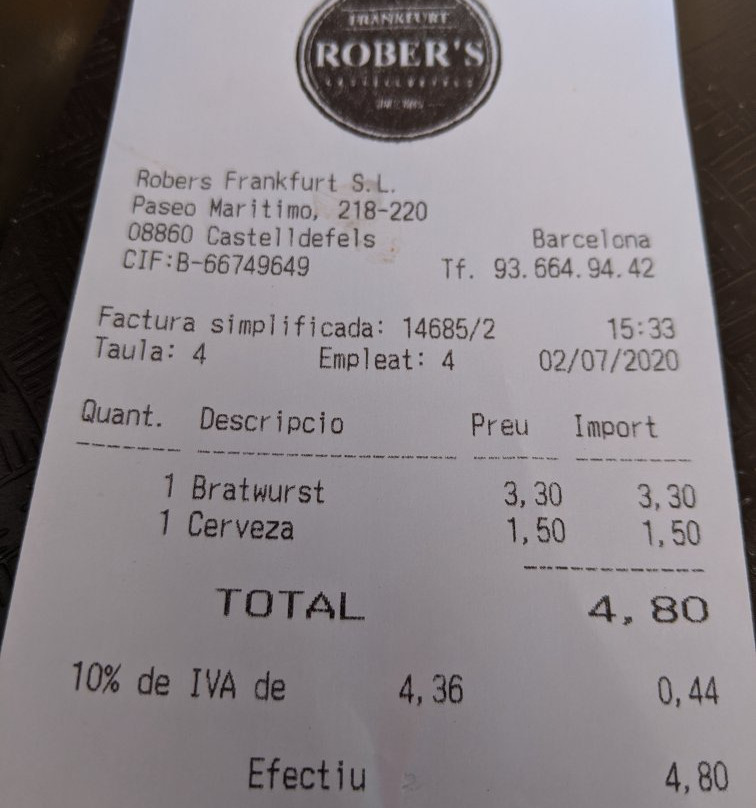 FRANKFURT
ROBER'S
Robers Frankfurt S.L.
Paseo Maritimo, 218-220
08860 Castelldefels Barcelona
CIF:B-66749649 Tf. 93.664.94.42
Factura simplificada: 14685/2 15:33
Taula: 4 Empleat: 4 02/07/2020
Quant. Descripcio Preu Import
1 Bratwurst 3,30 3,30
1 Cerveza 1,50 1,50
TOTAL 4,80
10% de IVA de 4,36 0,44
Efectiu 4,80